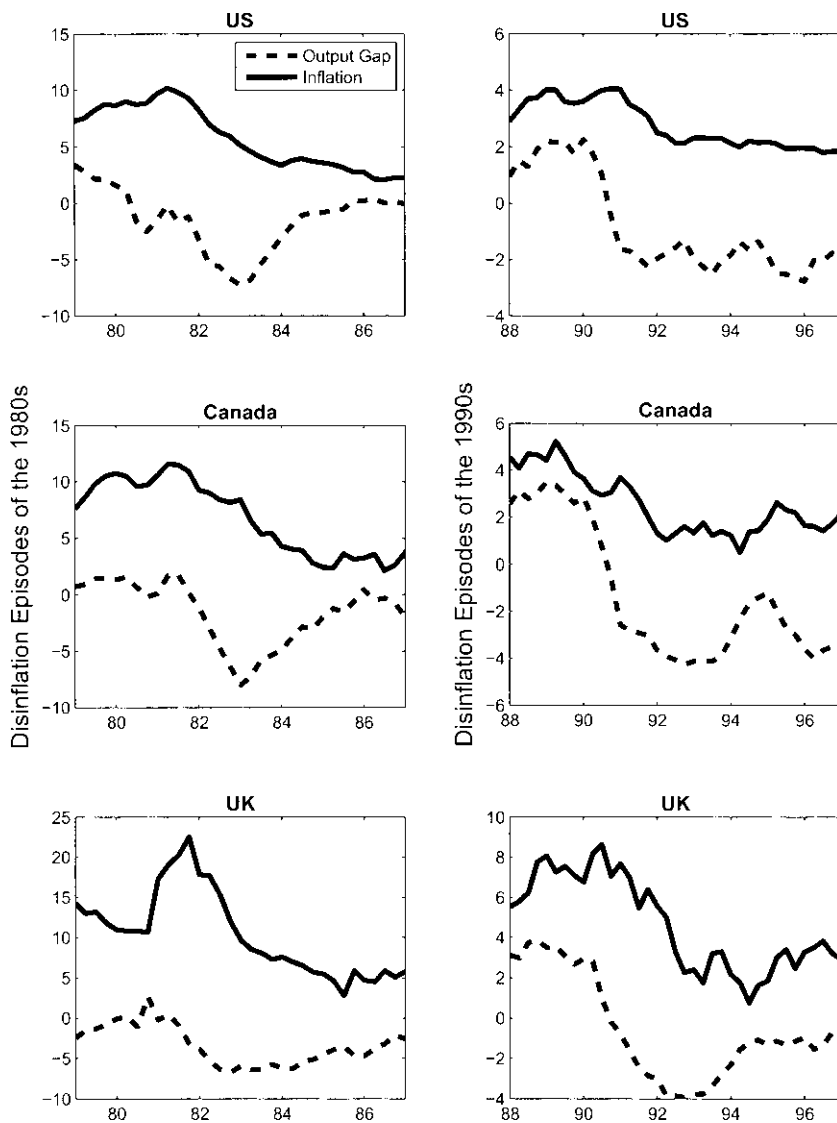 US
15
10
5
0
−5
−10
80 82 84 86
Output Gap
Inflation
US
6
4
2
0
−2
−4
88 90 92 94 96
Disinflation Episodes of the 1980s
Canada
15
10
5
0
−5
−10
80 82 84 86
Disinflation Episodes of the 1990s
Canada
6
4
2
0
−2
−4
−6
88 90 92 94 96
UK
25
20
15
10
5
0
−5
−10
80 82 84 86
UK
10
8
6
4
2
0
−2
−4
88 90 92 94 96